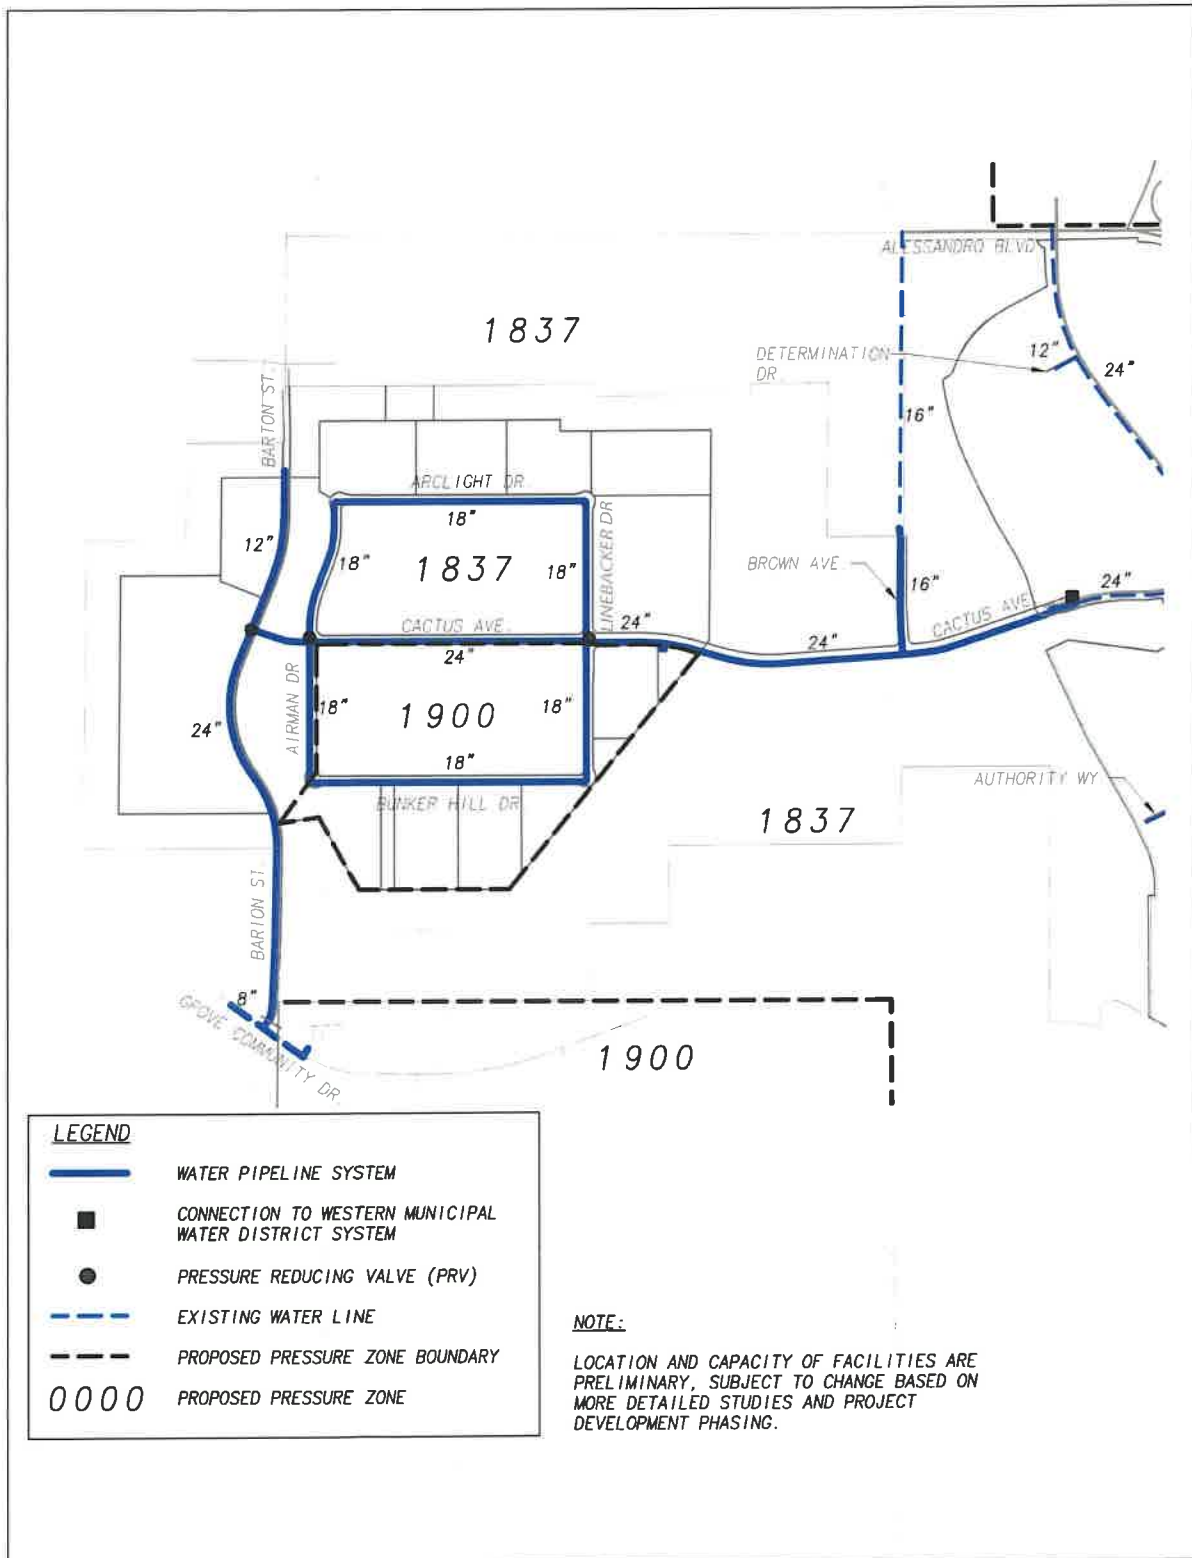 ALESSANDRO BLVD
1837
DETERMINATION
DR.
12"
24"
16"
BARTON ST.
ARCLIGHT DR.
18"
12"
18"
1837
18"
LINEBACKER DR
BROWN AVE.
16"
24"
CACTUS AVE.
CACTUS AVE.
24"
24"
24"
AIRMAN DR
18"
1900
18"
24"
18"
BUNKER HILL DR
AUTHORITY WY
1837
BARTON ST.
8"
GROVE COMMUNITY DR.
1900
LEGEND
WATER PIPELINE SYSTEM
CONNECTION TO WESTERN MUNICIPAL
WATER DISTRICT SYSTEM
PRESSURE REDUCING VALVE (PRV)
EXISTING WATER LINE
PROPOSED PRESSURE ZONE BOUNDARY
0000 PROPOSED PRESSURE ZONE
NOTE:
LOCATION AND CAPACITY OF FACILITIES ARE
PRELIMINARY, SUBJECT TO CHANGE BASED ON
MORE DETAILED STUDIES AND PROJECT
DEVELOPMENT PHASING.